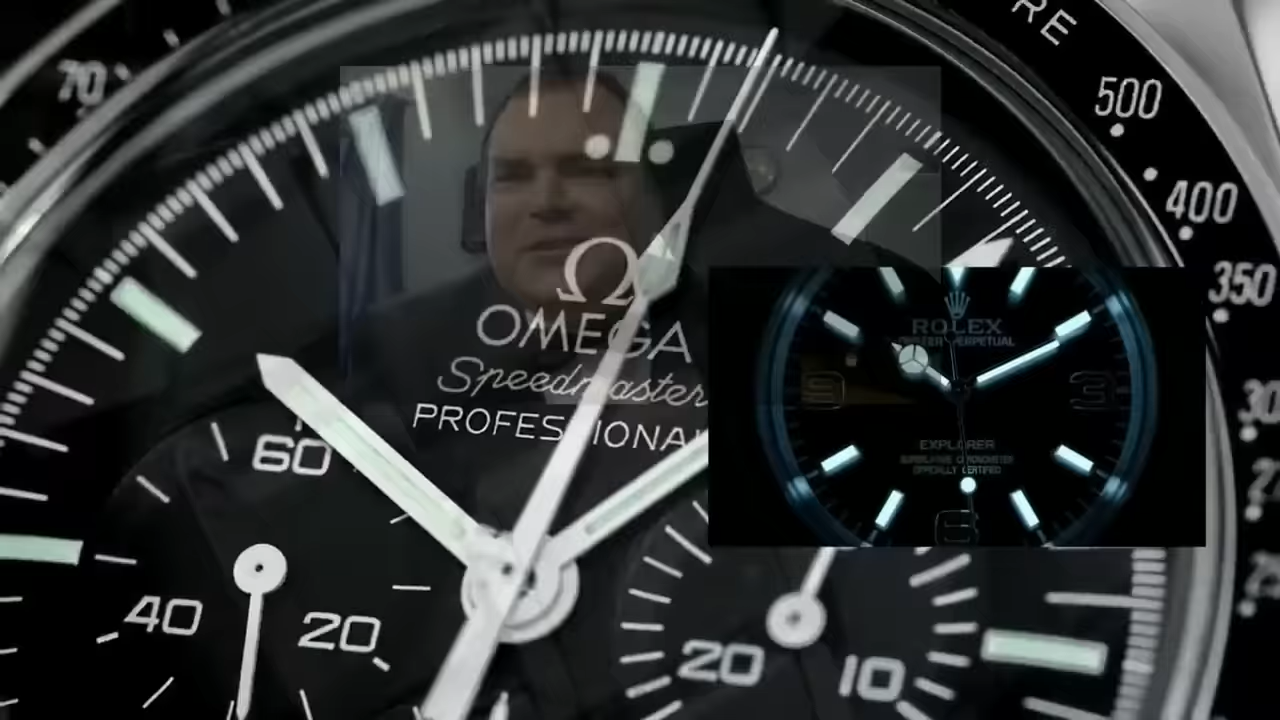 RE
70
500
400
350
Ω
OMEGA
Speedmaster
PROFESSIONAL
ROLEX
OYSTER PERPETUAL
9
3
EXPLORER
SUPERLATIVE CHRONOMETER
OFFICIALLY CERTIFIED
6
60
40
20
20
10